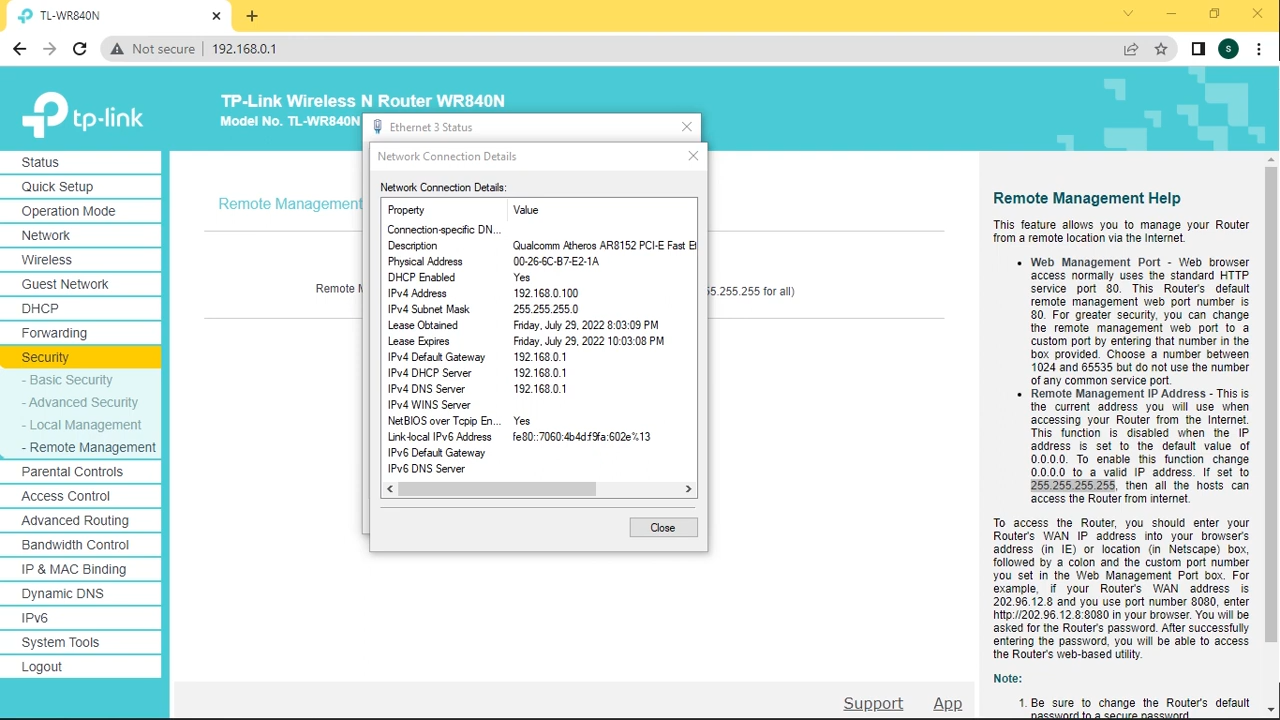 TL-WR840N
Not secure 192.168.0.1
S
tp-link
TP-Link Wireless N Router WR840N
Model No. TL-WR840N
Status
Quick Setup
Operation Mode
Network
Wireless
Guest Network
DHCP
Forwarding
Security
- Basic Security
- Advanced Security
- Local Management
- Remote Management
Parental Controls
Access Control
Advanced Routing
Bandwidth Control
IP & MAC Binding
Dynamic DNS
IPv6
System Tools
Logout
Remote Management
Remote M
55.255.255 for all)
Ethernet 3 Status
Network Connection Details
Network Connection Details:
Property Value
Connection-specific DN...
Description Qualcomm Atheros AR8152 PCI-E Fast Et
Physical Address 00-26-6C-B7-E2-1A
DHCP Enabled Yes
IPv4 Address 192.168.0.100
IPv4 Subnet Mask 255.255.255.0
Lease Obtained Friday, July 29, 2022 8:03:09 PM
Lease Expires Friday, July 29, 2022 10:03:08 PM
IPv4 Default Gateway 192.168.0.1
IPv4 DHCP Server 192.168.0.1
IPv4 DNS Server 192.168.0.1
IPv4 WINS Server
NetBIOS over Tcpip En... Yes
Link-local IPv6 Address fe80::7060:4b4d:f9fa:602e%13
IPv6 Default Gateway
IPv6 DNS Server
Close
Remote Management Help
This feature allows you to manage your Router
from a remote location via the Internet.
• Web Management Port - Web browser
access normally uses the standard HTTP
service port 80. This Router's default
remote management web port number is
80. For greater security, you can change
the remote management web port to a
custom port by entering that number in the
box provided. Choose a number between
1024 and 65535 but do not use the number
of any common service port.
• Remote Management IP Address - This is
the current address you will use when
accessing your Router from the Internet.
This function is disabled when the IP
address is set to the default value of
0.0.0.0. To enable this function change
0.0.0.0 to a valid IP address. If set to
255.255.255.255, then all the hosts can
access the Router from internet.
To access the Router, you should enter your
Router's WAN IP address into your browser's
address (in IE) or location (in Netscape) box,
followed by a colon and the custom port number
you set in the Web Management Port box. For
example, if your Router's WAN address is
202.96.12.8 and you use port number 8080, enter
http://202.96.12.8:8080 in your browser. You will be
asked for the Router's password. After successfully
entering the password, you will be able to access
the Router's web-based utility.
Note:
1. Be sure to change the Router's default
password to a secure password.
Support App